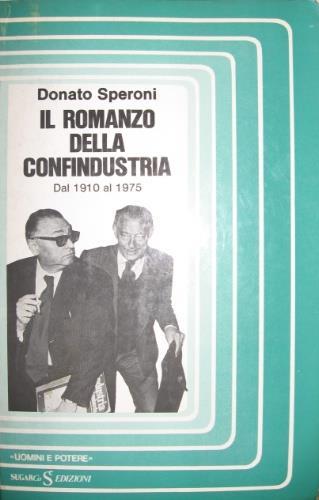 Donato Speroni
IL ROMANZO
DELLA
CONFINDUSTRIA
Dal 1910 al 1975
«UOMINI E POTERE»
SUGARCo S EDIZIONI